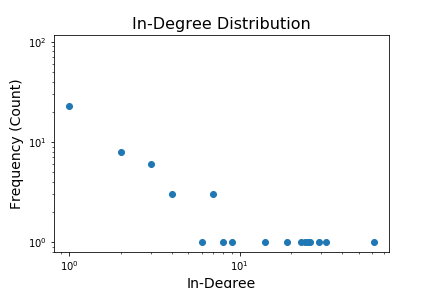 In-Degree Distribution
Frequency (Count)
10²
10¹
10⁰
10⁰ 10¹
In-Degree